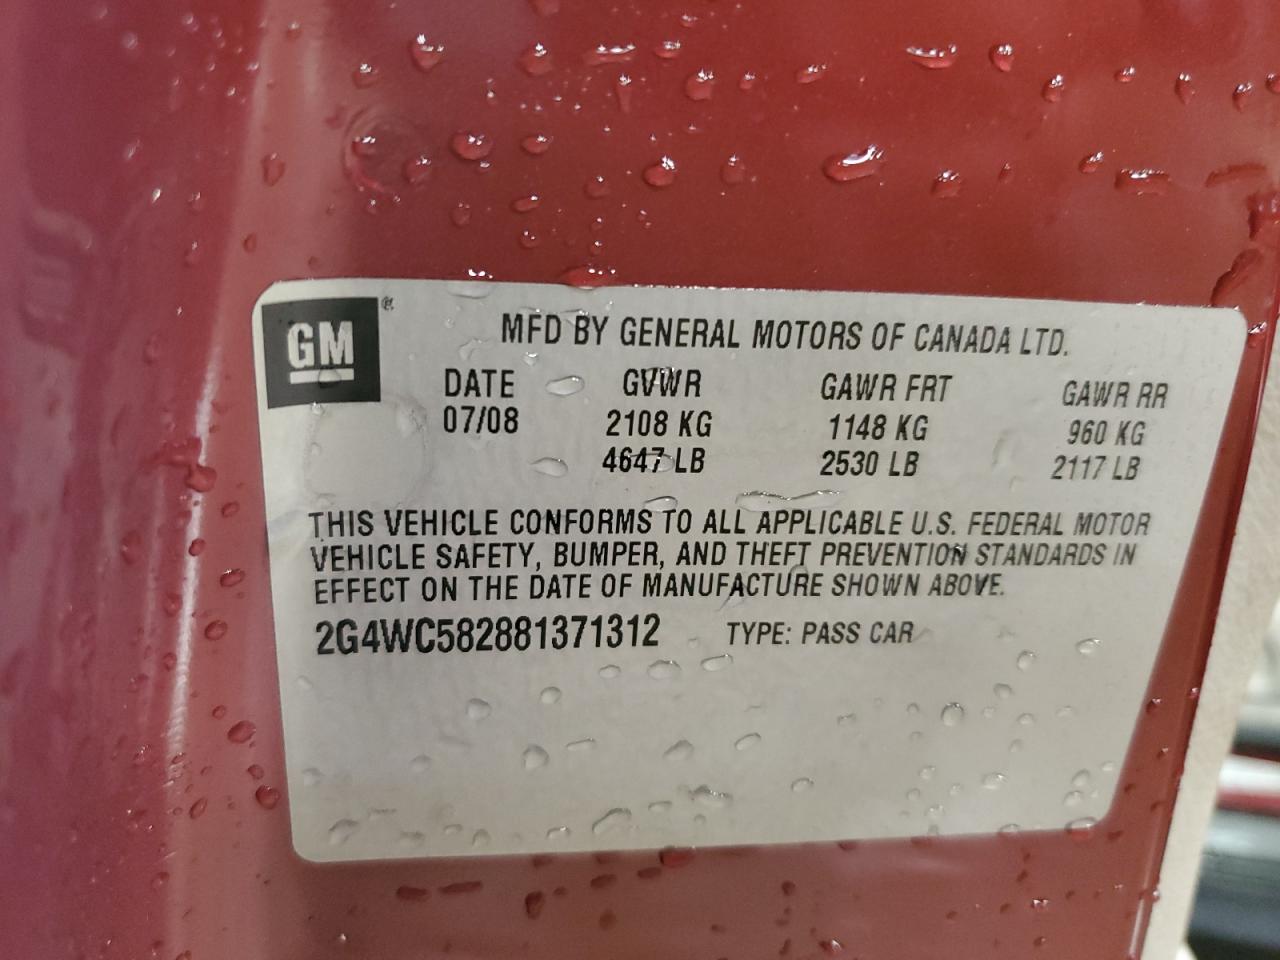 GM ®
MFD BY GENERAL MOTORS OF CANADA LTD.
DATE GVWR GAWR FRT GAWR RR
07/08 2108 KG 1148 KG 960 KG
4647 LB 2530 LB 2117 LB
THIS VEHICLE CONFORMS TO ALL APPLICABLE U.S. FEDERAL MOTOR
VEHICLE SAFETY, BUMPER, AND THEFT PREVENTION STANDARDS IN
EFFECT ON THE DATE OF MANUFACTURE SHOWN ABOVE.
2G4WC582881371312 TYPE: PASS CAR